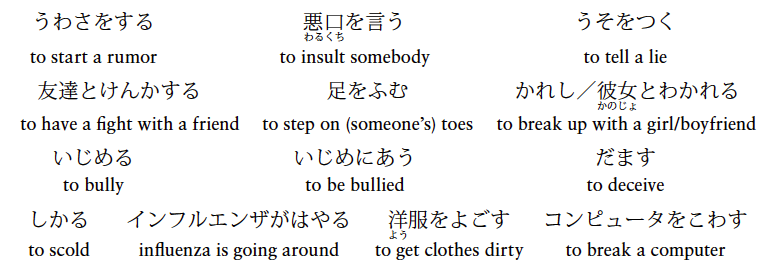 うわさをする 悪口を言う うそをつく
わるくち
to start a rumor to insult somebody to tell a lie
友達とけんかする 足をふむ かれし／彼女とわかれる
かのじょ
to have a fight with a friend to step on (someone’s) toes to break up with a girl/boyfriend
いじめる いじめにあう だます
to bully to be bullied to deceive
しかる インフルエンザがはやる 洋服をよごす コンピュータをこわす
よう
to scold influenza is going around to get clothes dirty to break a computer